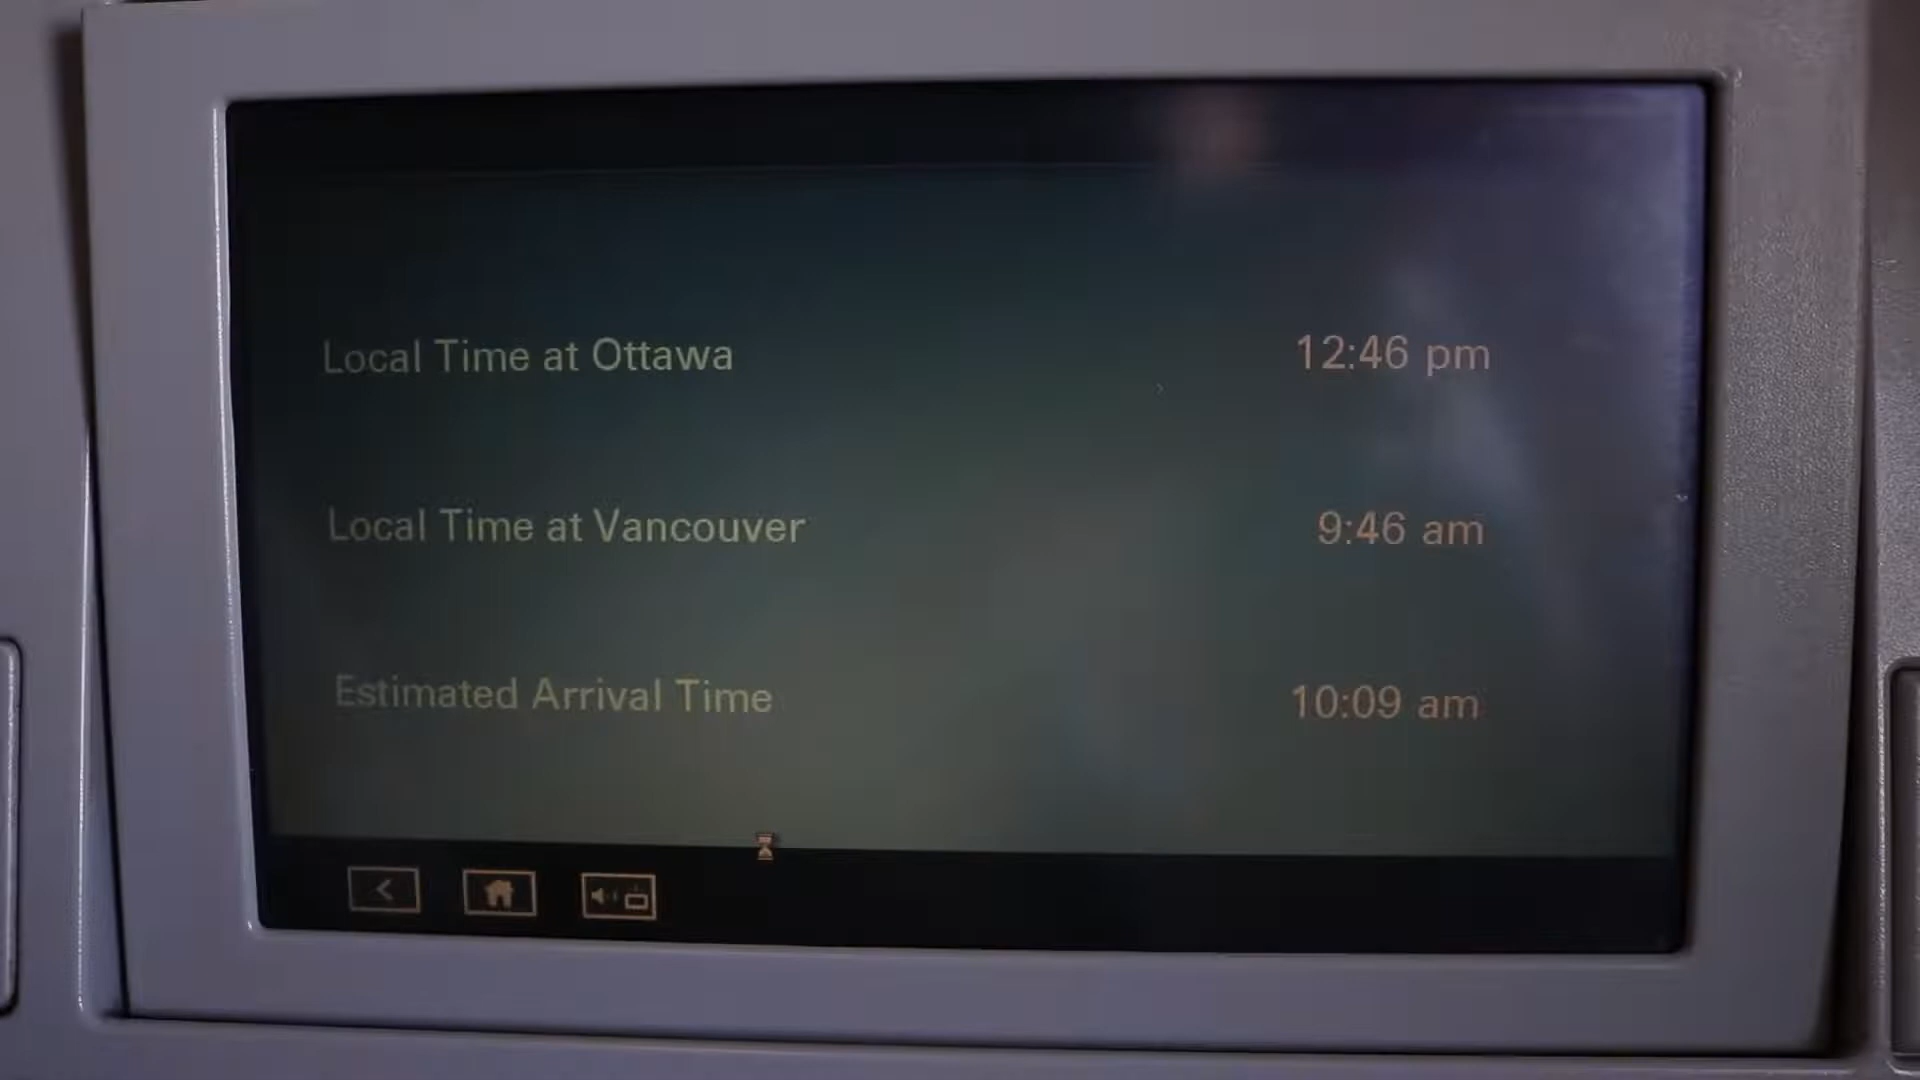 Local Time at Ottawa 12:46 pm
Local Time at Vancouver 9:46 am
Estimated Arrival Time 10:09 am